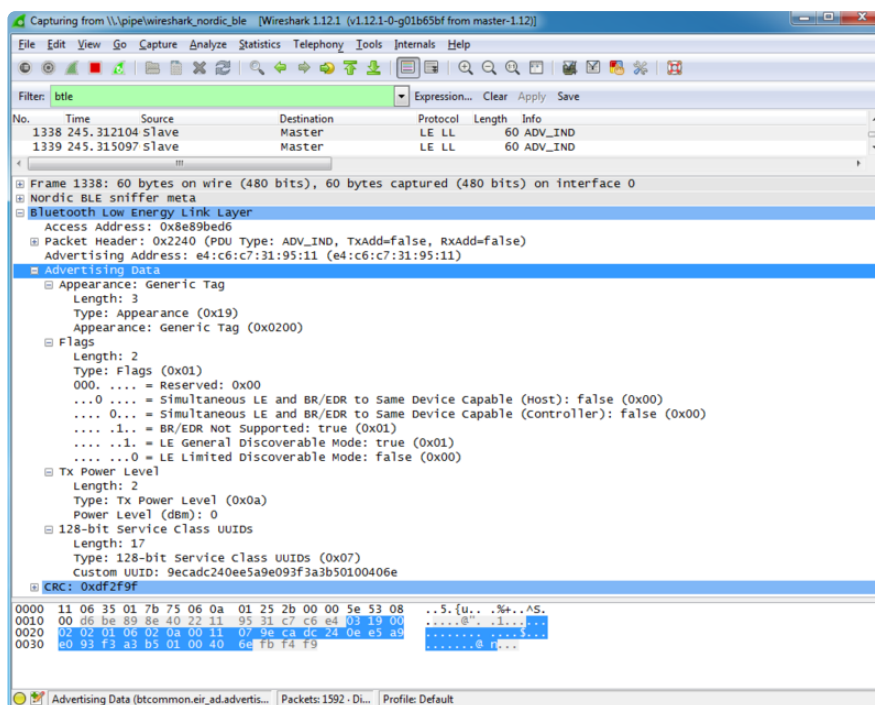 Capturing from \\.\pipe\wireshark_nordic_ble [Wireshark 1.12.1 (v1.12.1-0-g01b65bf from master-1.12)]
File Edit View Go Capture Analyze Statistics Telephony Tools Internals Help
Filter: btle Expression... Clear Apply Save
No. Time Source Destination Protocol Length Info
1338 245.312104 Slave Master LE LL 60 ADV_IND
1339 245.315097 Slave Master LE LL 60 ADV_IND
Frame 1338: 60 bytes on wire (480 bits), 60 bytes captured (480 bits) on interface 0
Nordic BLE sniffer meta
Bluetooth Low Energy Link Layer
Access Address: 0x8e89bed6
Packet Header: 0x2240 (PDU Type: ADV_IND, TxAdd=false, RxAdd=false)
Advertising Address: e4:c6:c7:31:95:11 (e4:c6:c7:31:95:11)
Advertising Data
Appearance: Generic Tag
Length: 3
Type: Appearance (0x19)
Appearance: Generic Tag (0x0200)
Flags
Length: 2
Type: Flags (0x01)
000. .... = Reserved: 0x00
...0 .... = Simultaneous LE and BR/EDR to Same Device Capable (Host): false (0x00)
.... 0... = Simultaneous LE and BR/EDR to Same Device Capable (Controller): false (0x00)
.... .1.. = BR/EDR Not Supported: true (0x01)
.... ..1. = LE General Discoverable Mode: true (0x01)
.... ...0 = LE Limited Discoverable Mode: false (0x00)
Tx Power Level
Length: 2
Type: Tx Power Level (0x0a)
Power Level (dBm): 0
128-bit Service Class UUIDs
Length: 17
Type: 128-bit Service Class UUIDs (0x07)
Custom UUID: 9ecadc240ee5a9e093f3a3b50100406e
CRC: 0xdf2f9f
0000 11 06 35 01 7b 75 06 0a 01 25 2b 00 00 5e 53 08 ..5.{u.. .%+..^S.
0010 00 d6 be 89 8e 40 22 11 95 31 c7 c6 e4 03 19 00 .....@". .1......
0020 02 02 01 06 02 0a 00 11 07 9e ca dc 24 0e e5 a9 ........ ....$...
0030 e0 93 f3 a3 b5 01 00 40 6e fb f4 f9 .......@ n...
Advertising Data (btcommon.eir_ad.advertis... Packets: 1592 · Di... Profile: Default